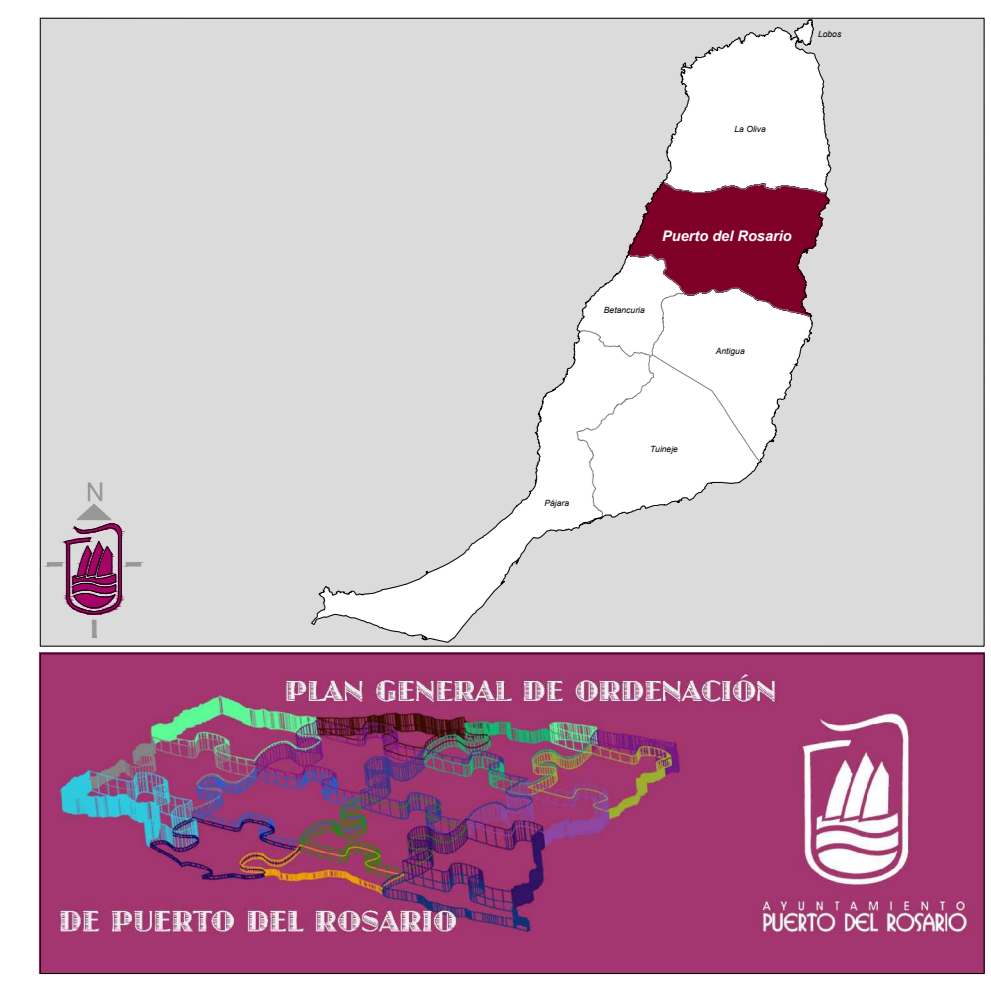 Lobos
La Oliva
Puerto del Rosario
Betancuria
Antigua
Tuineje
Pájara
N
PLAN GENERAL DE ORDENACIÓN
DE PUERTO DEL ROSARIO
AYUNTAMIENTO
PUERTO DEL ROSARIO